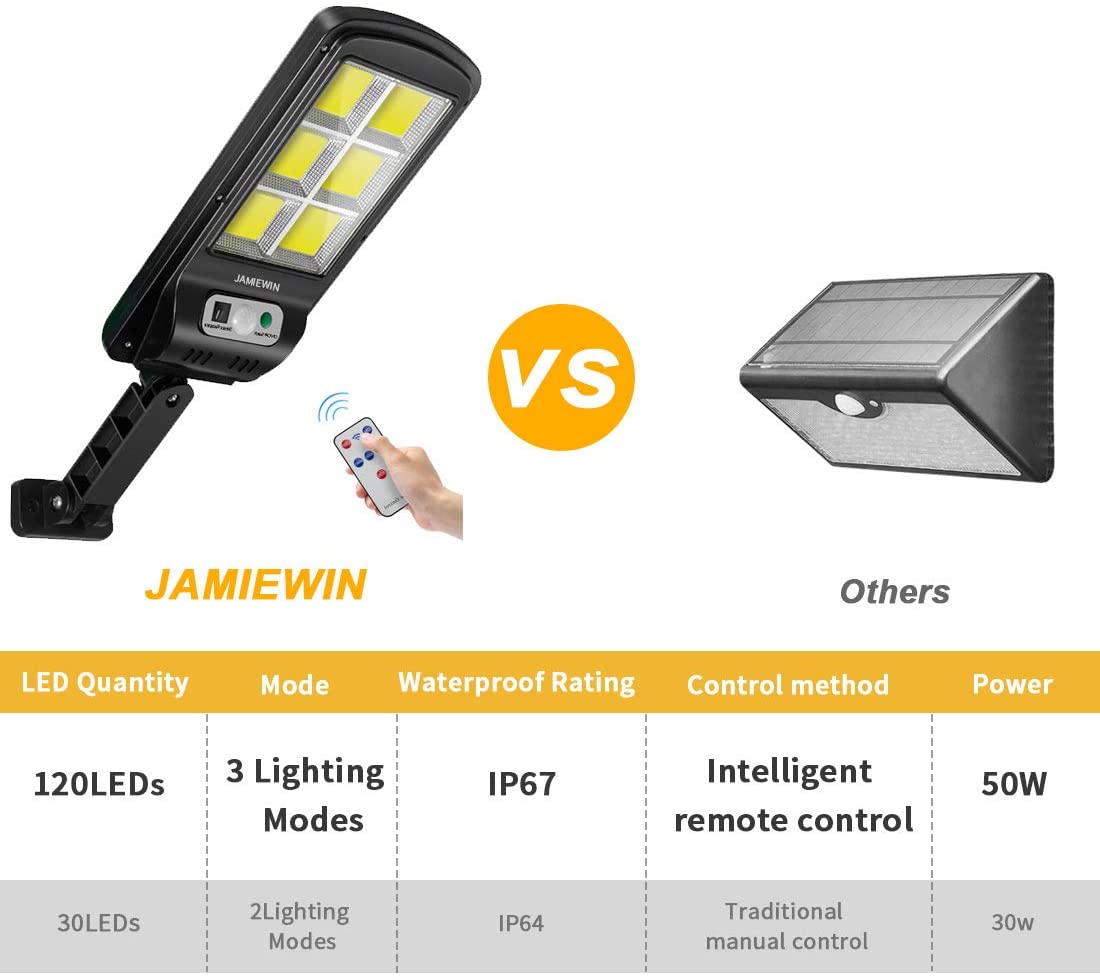 JAMIEWIN
VS
JAMIEWIN
Others
LED Quantity
Mode
Waterproof Rating
Control method
Power
120LEDs
3 Lighting
Modes
IP67
Intelligent
remote control
50W
30LEDs
2Lighting
Modes
IP64
Traditional
manual control
30w